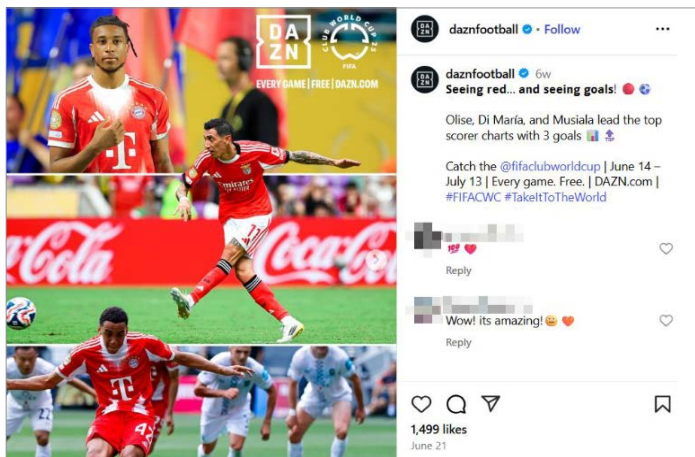 DA
ZN
CLUB WORLD CUP 25
FIFA
EVERY GAME | FREE | DAZN.COM
T
Emirates
11
Cola
Coca-Cola
T
42
22
daznfootball • Follow
daznfootball 6w
Seeing red... and seeing goals!
Olise, Di María, and Musiala lead the top
scorer charts with 3 goals
Catch the @fifaclubworldcup | June 14 –
July 13 | Every game. Free. | DAZN.com |
#FIFACWC #TakeItToTheWorld
Reply
Wow! its amazing!
Reply
1,499 likes
June 21